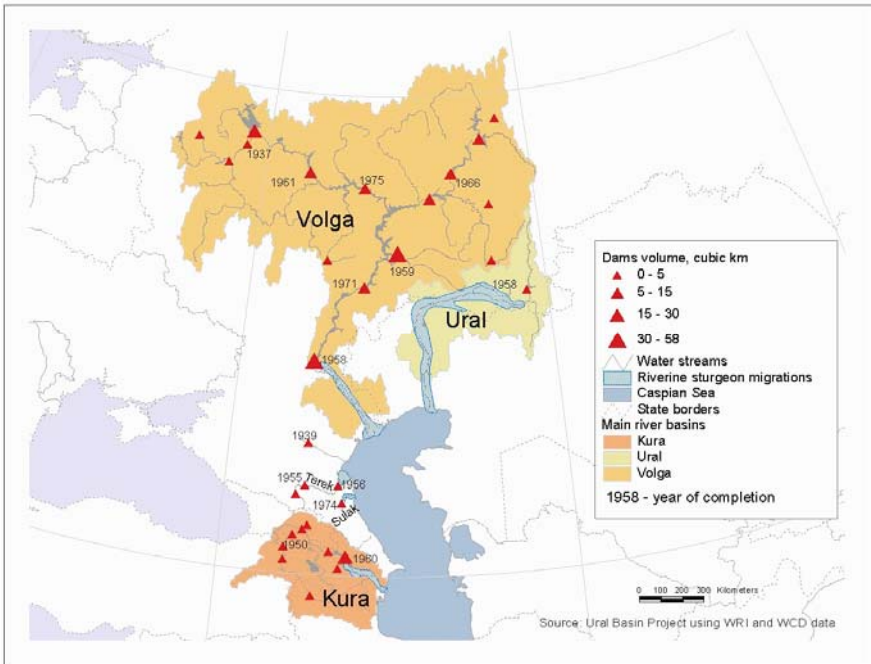 1937
1961
1975
1966
Volga
1959
1971
1958
Ural
1958
1939
1955
Terek
1956
1974
Sulak
1950
1960
Kura
Dams volume, cubic km
0 - 5
5 - 15
15 - 30
30 - 58
Water streams
Riverine sturgeon migrations
Caspian Sea
State borders
Main river basins
Kura
Ural
Volga
1958 - year of completion
0 100 200 300 Kilometers
Source: Ural Basin Project using WRI and WCD data